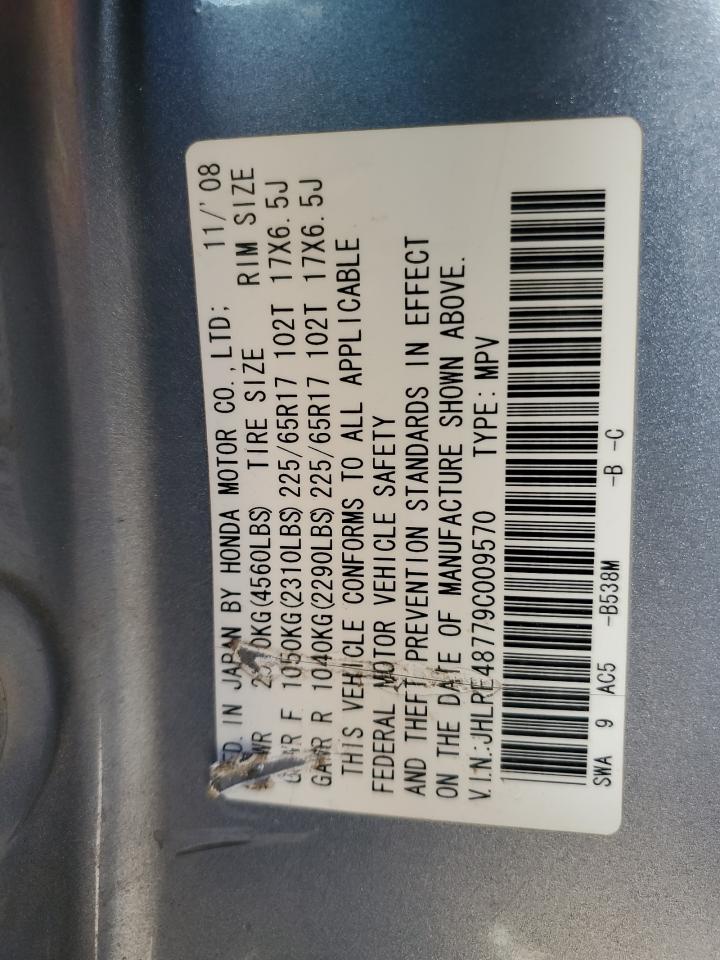 IN JAPAN BY HONDA MOTOR CO.,LTD; 11/'08
(4560LBS) TIRE SIZE RIM SIZE
F 1050KG(2310LBS) 225/65R17 102T 17X6.5J
R 1040KG(2290LBS) 225/65R17 102T 17X6.5J
THIS VEHICLE CONFORMS TO ALL APPLICABLE
FEDERAL MOTOR VEHICLE SAFETY
AND THEFT PREVENTION STANDARDS IN EFFECT
ON THE DATE OF MANUFACTURE SHOWN ABOVE.
V.I.N.:JHLRE48779C009570 TYPE: MPV
SWA 9 AC5 -B538M -B -C